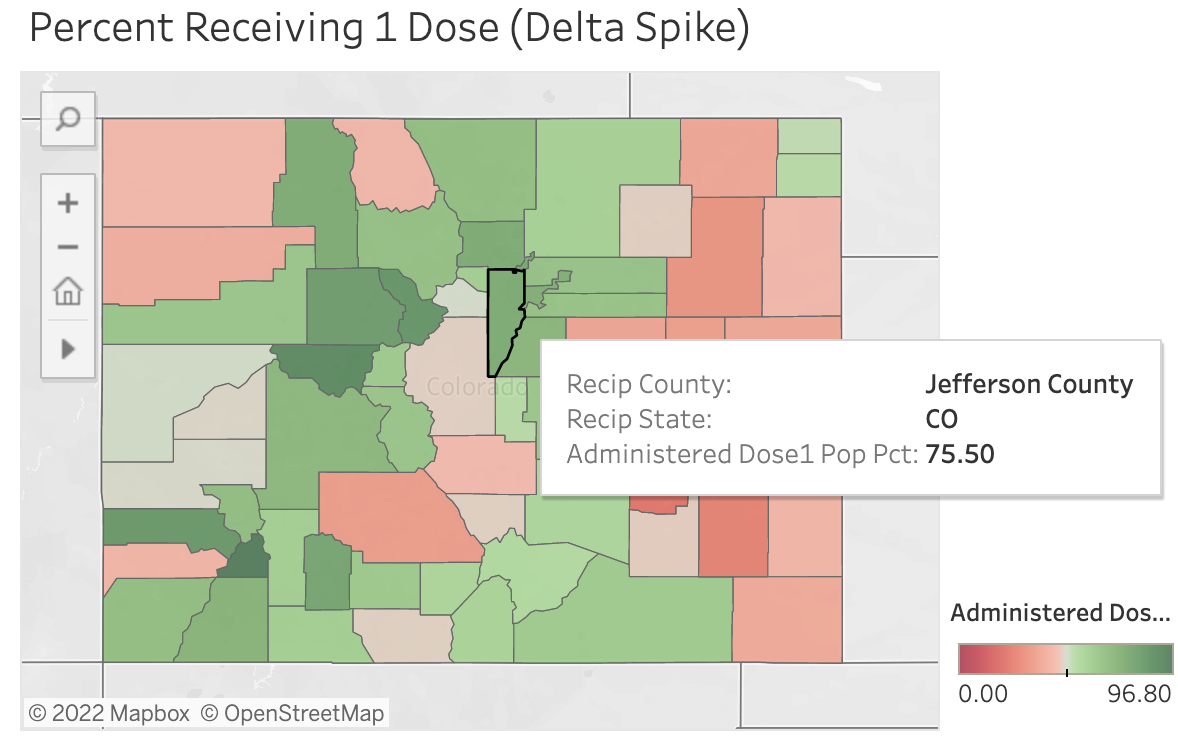 Percent Receiving 1 Dose (Delta Spike)
Colorado
Recip County: Jefferson County
Recip State: CO
Administered Dose1 Pop Pct: 75.50
Administered Dos...
0.00 96.80
© 2022 Mapbox © OpenStreetMap